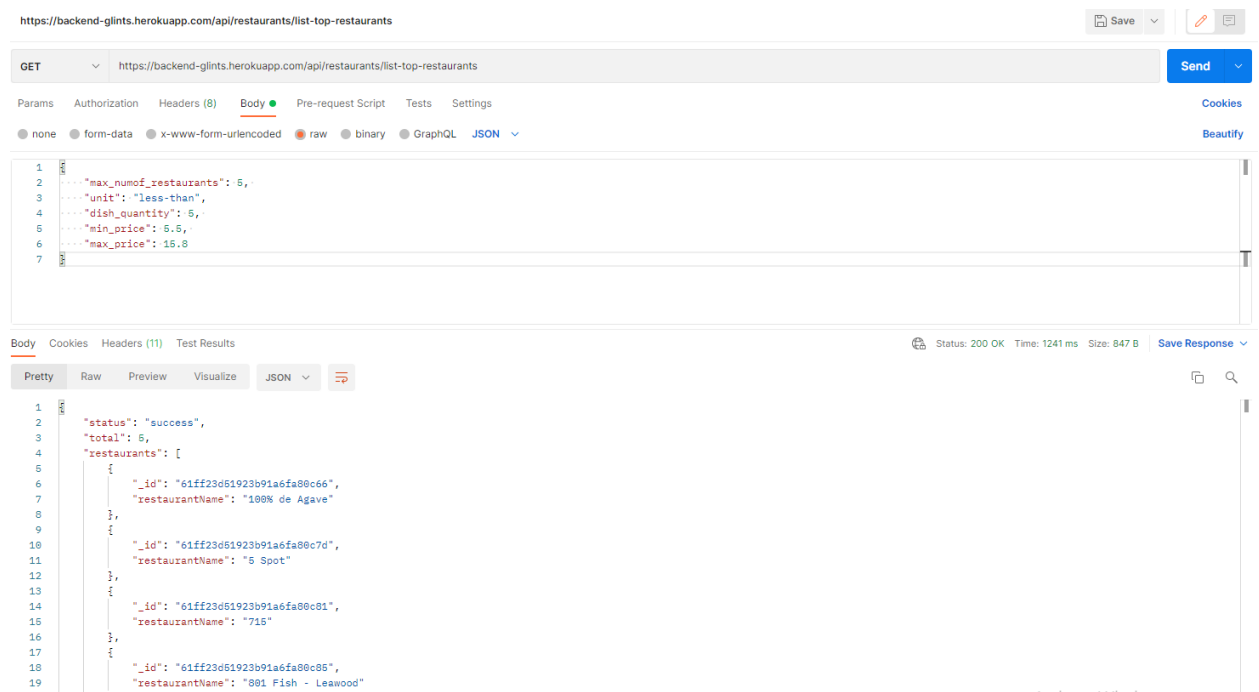 https://backend-glints.herokuapp.com/api/restaurants/list-top-restaurants Save
GET https://backend-glints.herokuapp.com/api/restaurants/list-top-restaurants Send
Params Authorization Headers (8) Body Pre-request Script Tests Settings Cookies
none form-data x-www-form-urlencoded raw binary GraphQL JSON Beautify
1 {
2 "max_numof_restaurants": 5,
3 "unit": "less-than",
4 "dish_quantity": 5,
5 "min_price": 5.5,
6 "max_price": 15.8
7 }
Body Cookies Headers (11) Test Results Status: 200 OK Time: 1241 ms Size: 847 B Save Response
Pretty Raw Preview Visualize JSON
1 {
2 "status": "success",
3 "total": 5,
4 "restaurants": [
5 {
6 "_id": "61ff23d51923b91a6fa80c66",
7 "restaurantName": "100% de Agave"
8 },
9 {
10 "_id": "61ff23d51923b91a6fa80c7d",
11 "restaurantName": "5 Spot"
12 },
13 {
14 "_id": "61ff23d51923b91a6fa80c81",
15 "restaurantName": "715"
16 },
17 {
18 "_id": "61ff23d51923b91a6fa80c85",
19 "restaurantName": "801 Fish - Leawood"